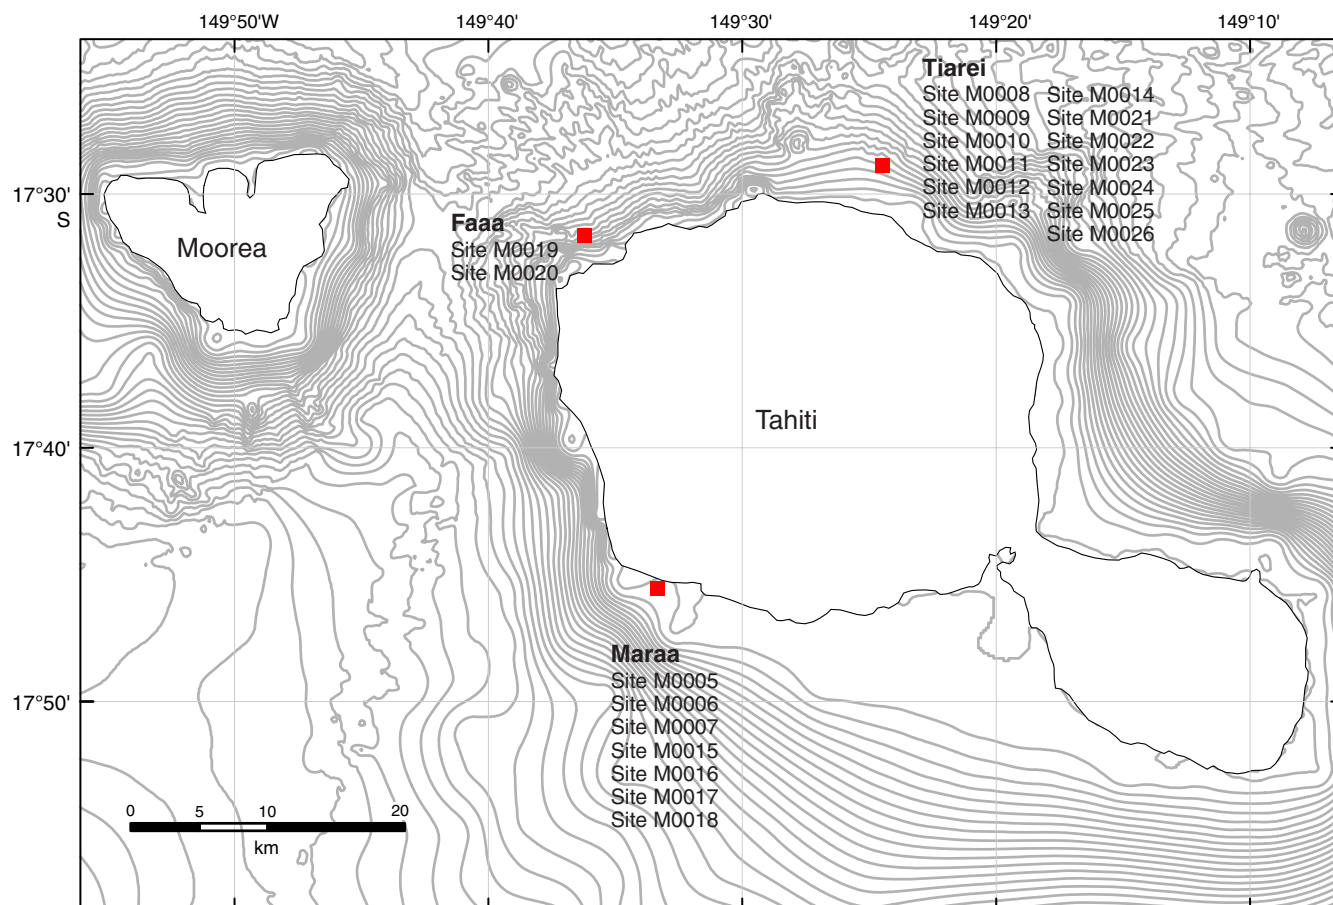 149°50'W 149°40' 149°30' 149°20' 149°10'
Tiarei
Site M0008 Site M0014
Site M0009 Site M0021
Site M0010 Site M0022
Site M0011 Site M0023
Site M0012 Site M0024
Site M0013 Site M0025
Site M0026
17°30'
S
Faaa
Site M0019
Site M0020
Moorea
Tahiti
17°40'
Maraa
Site M0005
Site M0006
Site M0007
Site M0015
Site M0016
Site M0017
Site M0018
17°50'
0 5 10 20
km